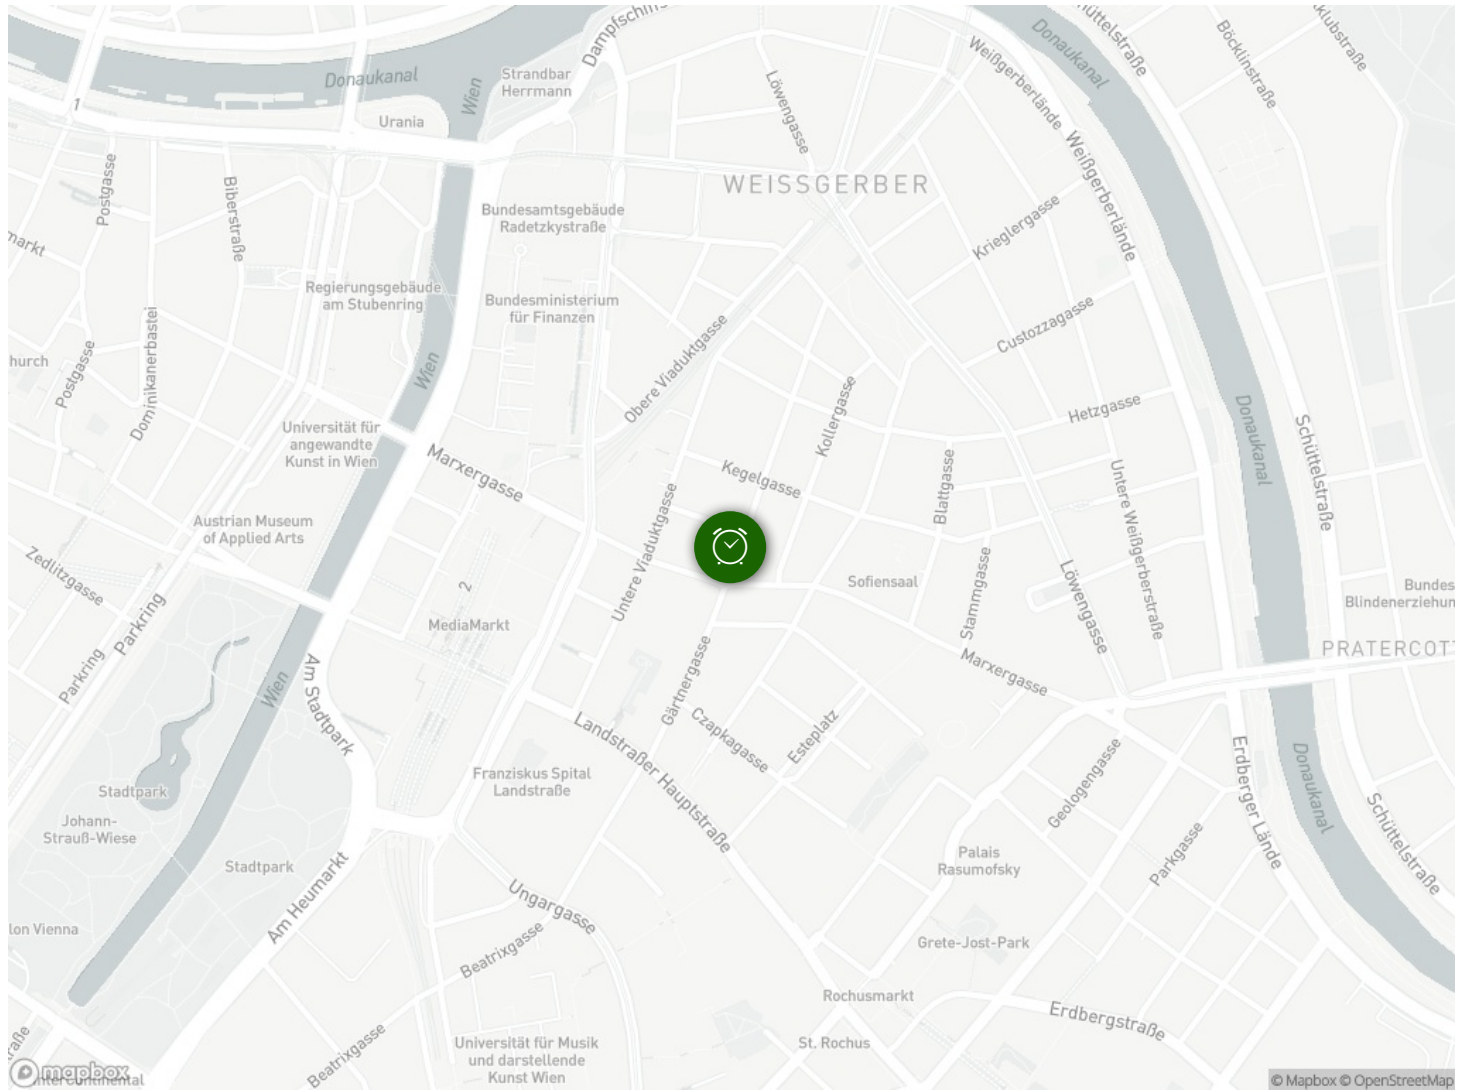 Donaukanal
Wien
Strandbar
Herrmann
Dampfschiff
Löwengasse
Weißgerberlände
Donaukanal
Schüttelstraße
Böcklinstraße
klubstraße
1
Urania
Postgasse
Biberstraße
WEISSGERBER
Weißgerberlände
Bundesamtsgebäude
Radetzkystraße
Krieglergasse
markt
Regierungsgebäude
am Stubenring
Bundesministerium
für Finanzen
Custozzagasse
Obere Viaduktgasse
hurch
Postgasse
Dominikanerbastei
Wien
Kollergasse
Hetzgasse
Donaukanal
Schüttelstraße
Universität für
angewandte
Kunst in Wien
Marxergasse
Kegelgasse
Blattgasse
Untere Weißgerberstraße
Austrian Museum
of Applied Arts
Untere Viaduktgasse
Zedlitzgasse
Parkring
2
Sofiensaal
Stammgasse
Löwengasse
Bundes
Blindenerziehun
MediaMarkt
PRATERCOT
Parkring
Wien
Am Stadtpark
Gärtnergasse
Marxergasse
Landstraßer Hauptstraße
Czapkagasse
Esteplatz
Stadtpark
Johann-
Strauß-Wiese
Franziskus Spital
Landstraße
Geologengasse
Erdberger Lände
Donaukanal
Schüttelstraße
Stadtpark
Palais
Rasumofsky
Parkgasse
Am Heumarkt
Ungargasse
lon Vienna
Beatrixgasse
Grete-Jost-Park
Rochusmarkt
Erdbergstraße
raße
Beatrixgasse
Universität für Musik
und darstellende
Kunst Wien
St. Rochus
mapbox
InterContinental
© Mapbox © OpenStreetMap